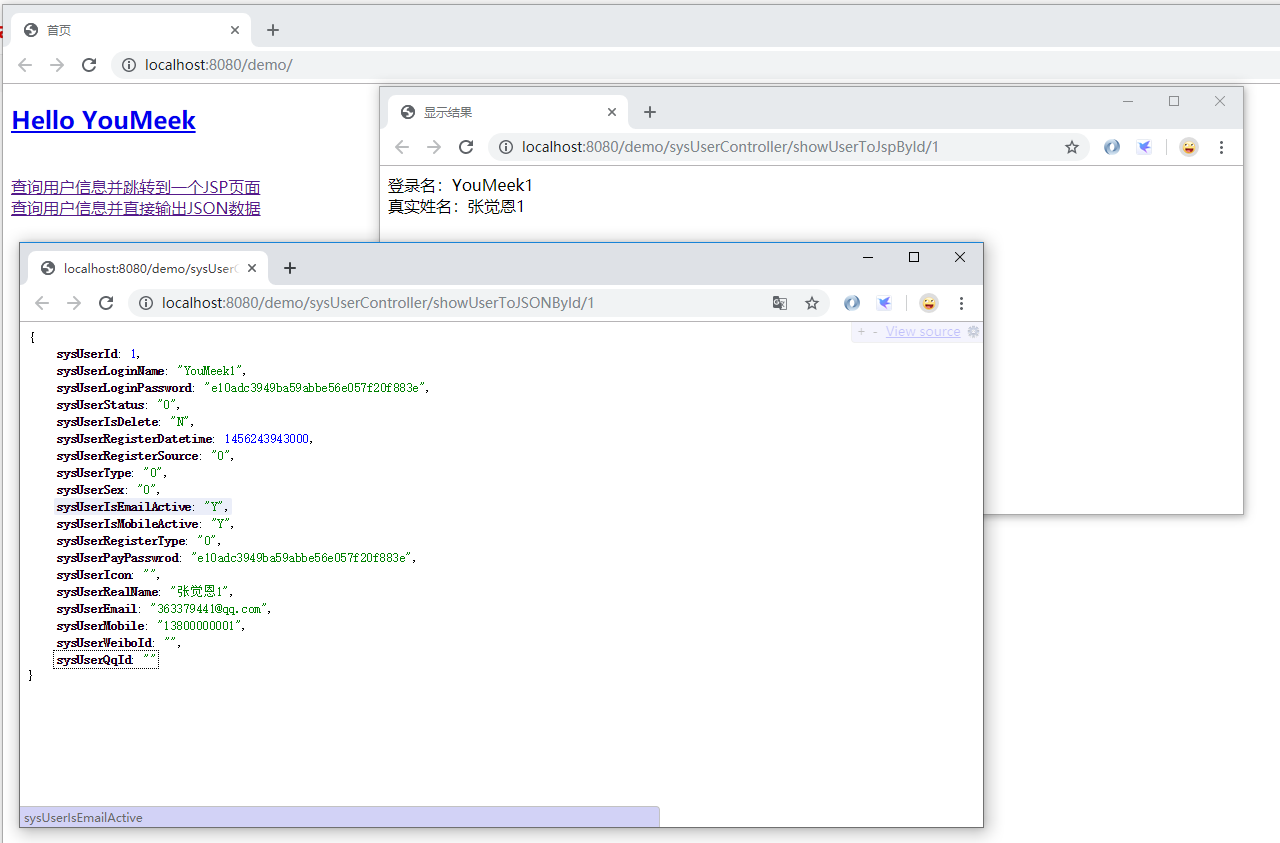 首页
localhost:8080/demo/
Hello YouMeek
查询用户信息并跳转到一个JSP页面
查询用户信息并直接输出JSON数据
显示结果
localhost:8080/demo/sysUserController/showUserToJspById/1
登录名：YouMeek1
真实姓名：张觉恩1
localhost:8080/demo/sysUserC
localhost:8080/demo/sysUserController/showUserToJSONById/1
+ - View source
{
sysUserId: 1,
sysUserLoginName: "YouMeek1",
sysUserLoginPassword: "e10adc3949ba59abbe56e057f20f883e",
sysUserStatus: "0",
sysUserIsDelete: "N",
sysUserRegisterDatetime: 1456243943000,
sysUserRegisterSource: "0",
sysUserType: "0",
sysUserSex: "0",
sysUserIsEmailActive: "Y",
sysUserIsMobileActive: "Y",
sysUserRegisterType: "0",
sysUserPayPasswrod: "e10adc3949ba59abbe56e057f20f883e",
sysUserIcon: "",
sysUserRealName: "张觉恩1",
sysUserEmail: "363379441@qq.com",
sysUserMobile: "13800000001",
sysUserWeiboId: "",
sysUserQqId: ""
}
sysUserIsEmailActive